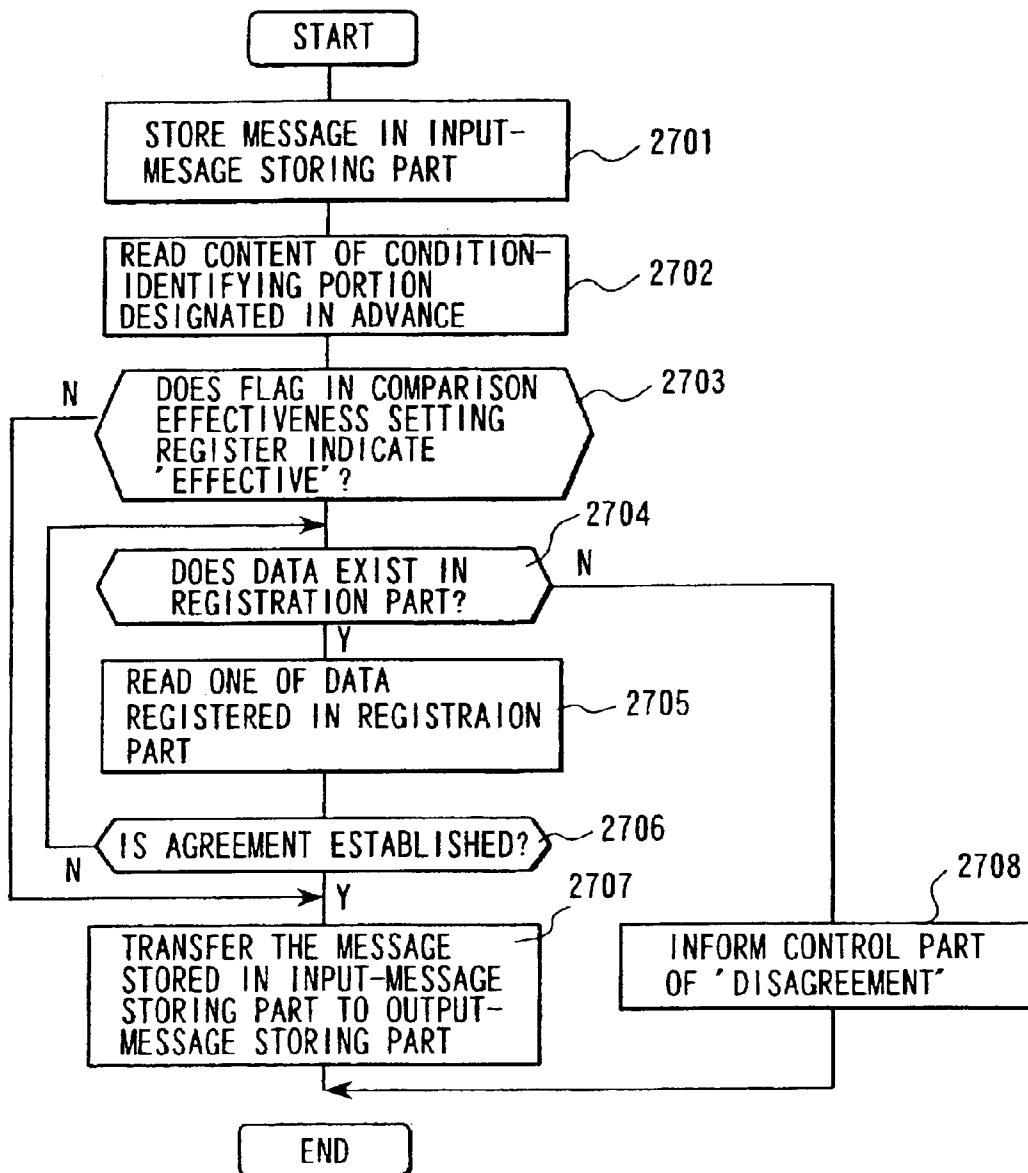 START
STORE MESSAGE IN INPUT-
MESAGE STORING PART
2701
READ CONTENT OF CONDITION-
IDENTIFYING PORTION
DESIGNATED IN ADVANCE
2702
N
DOES FLAG IN COMPARISON
EFFECTIVENESS SETTING
REGISTER INDICATE
'EFFECTIVE'?
2703
2704
DOES DATA EXIST IN
REGISTRATION PART?
N
Y
READ ONE OF DATA
REGISTERED IN REGISTRAION
PART
2705
IS AGREEMENT ESTABLISHED?
2706
N
Y
2707
TRANSFER THE MESSAGE
STORED IN INPUT-MESSAGE
STORING PART TO OUTPUT-
MESSAGE STORING PART
2708
INFORM CONTROL PART
OF 'DISAGREEMENT'
END